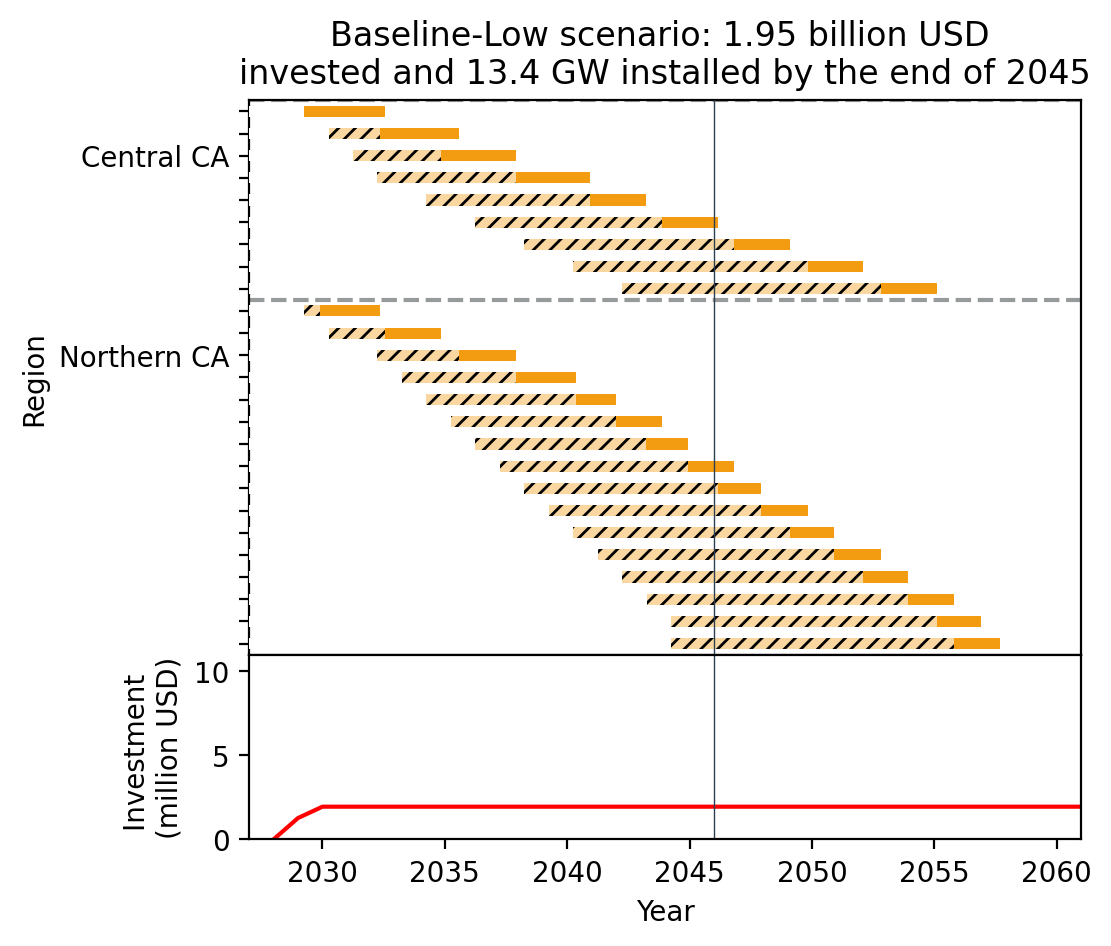 Baseline-Low scenario: 1.95 billion USD
invested and 13.4 GW installed by the end of 2045
Central CA
Northern CA
Region
10
5
0
Investment
(million USD)
2030 2035 2040 2045 2050 2055 2060
Year